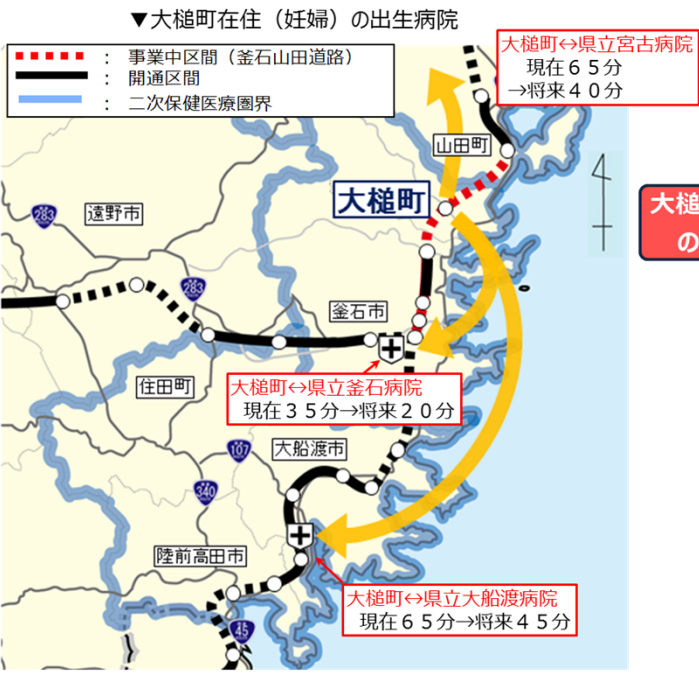 ▼大槌町在住（妊婦）の出生病院
： 事業中区間（釜石山田道路）
： 開通区間
： 二次保健医療圏界
大槌町↔県立宮古病院
現在６５分
→将来４０分
山田町
大槌町
大槌
の
283
遠野市
283
釜石市
住田町
大槌町↔県立釜石病院
現在３５分→将来２０分
107
大船渡市
340
陸前高田市
大槌町↔県立大船渡病院
現在６５分→将来４５分
45